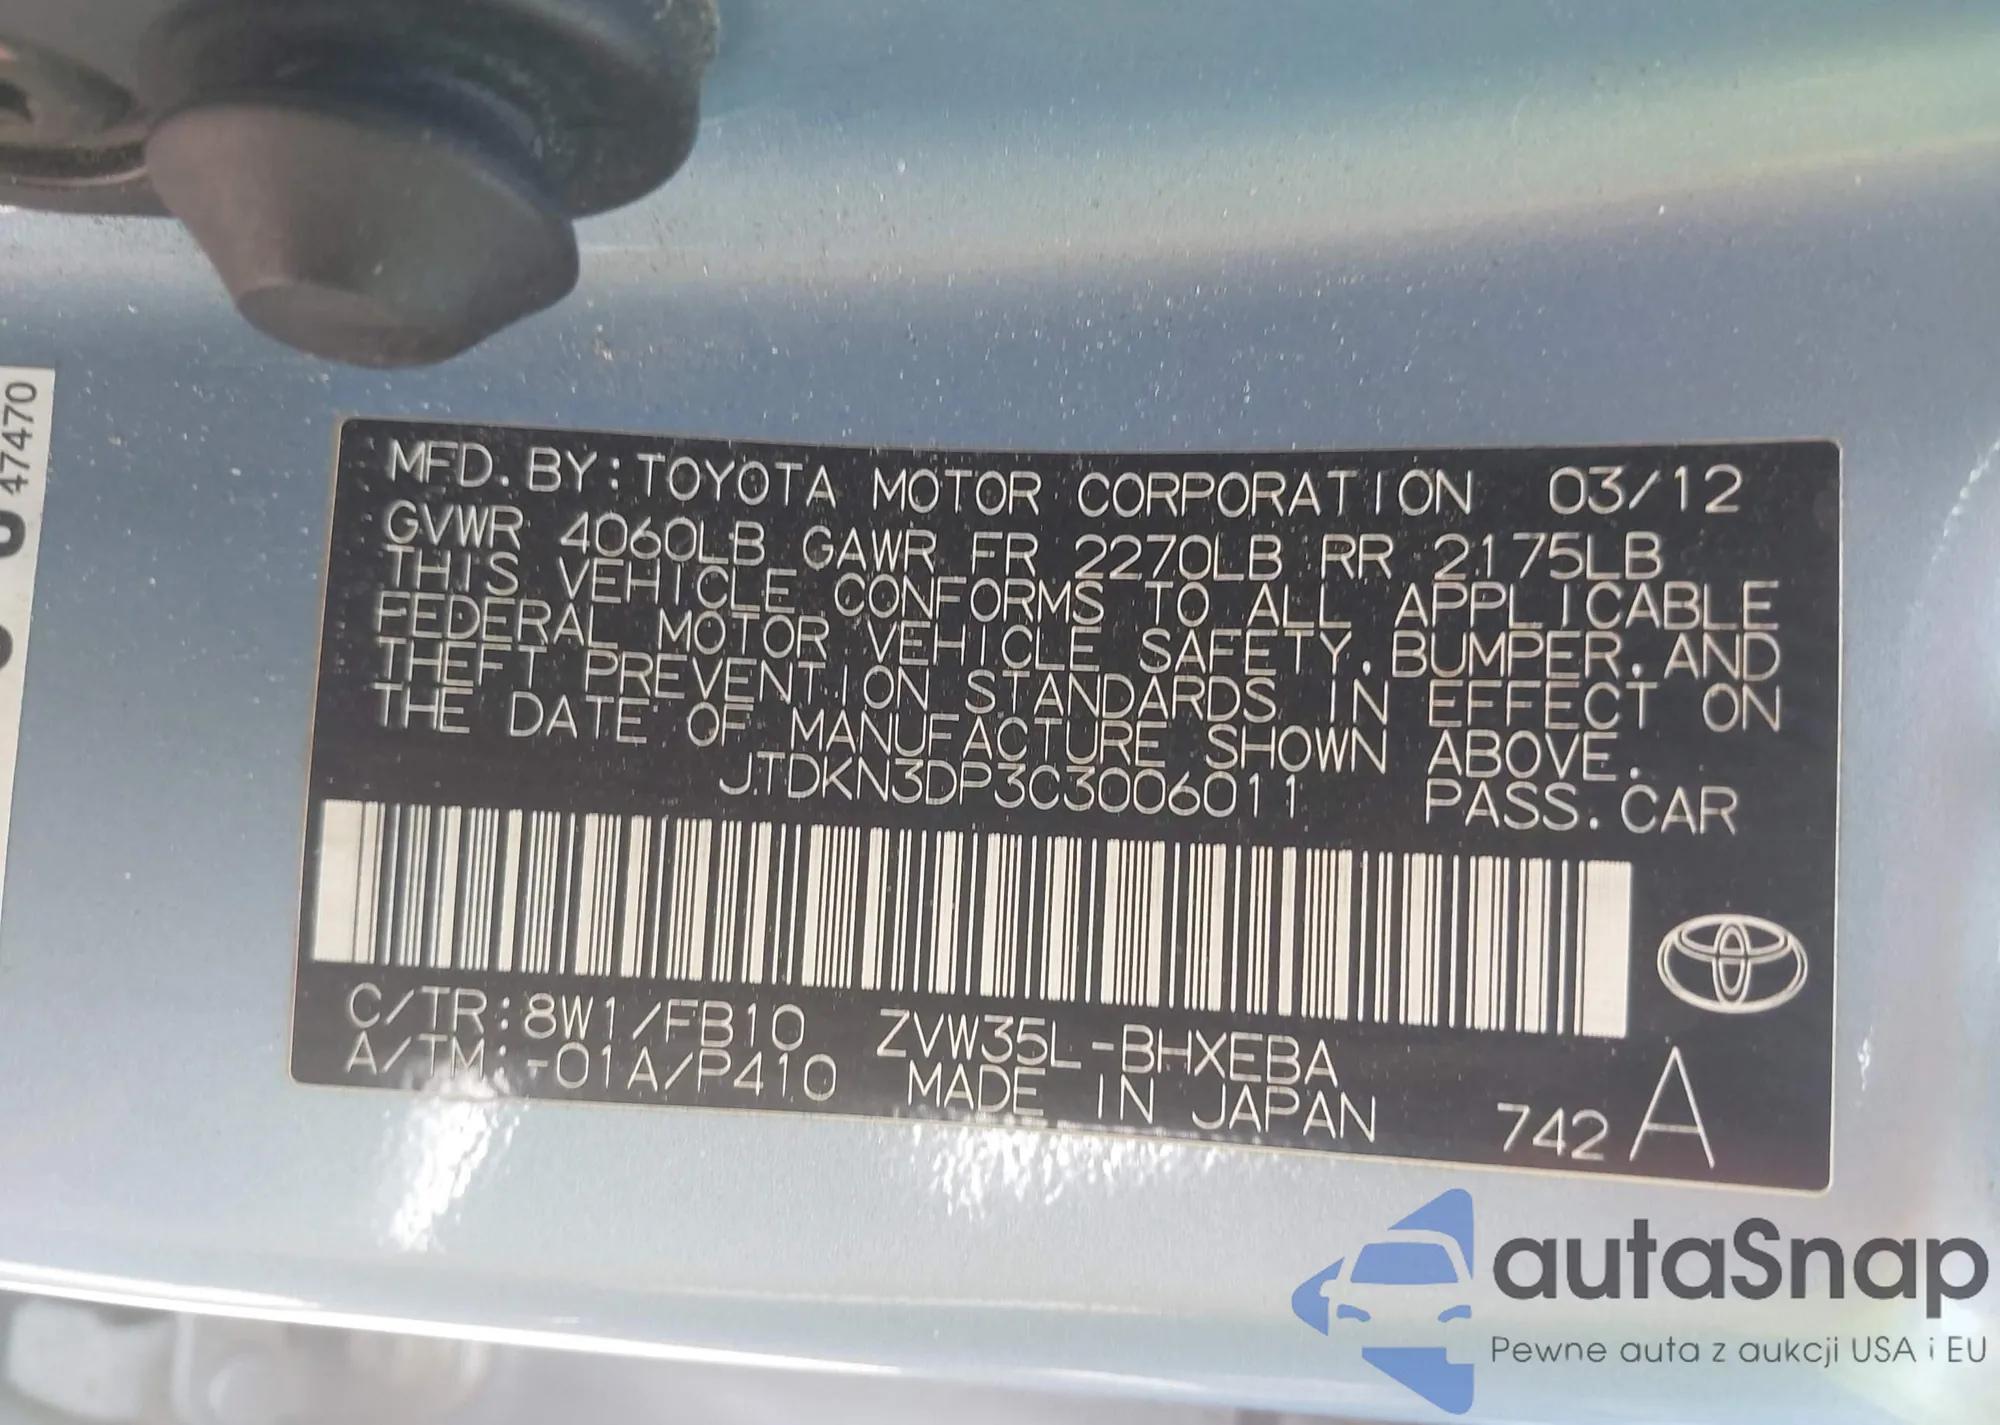 47470
MFD. BY: TOYOTA MOTOR CORPORATION 03/12
GVWR 4060LB GAWR FR 2270LB RR 2175LB
THIS VEHICLE CONFORMS TO ALL APPLICABLE
FEDERAL MOTOR VEHICLE SAFETY, BUMPER, AND
THEFT PREVENTION STANDARDS IN EFFECT ON
THE DATE OF MANUFACTURE SHOWN ABOVE.
JTDKN3DP3C3006011 PASS. CAR
C/TR: 8W1/FB10 ZVW35L-BHXEBA
A/TM: -01A/P410 MADE IN JAPAN 742 A
autaSnap
Pewne auta z aukcji USA i EU